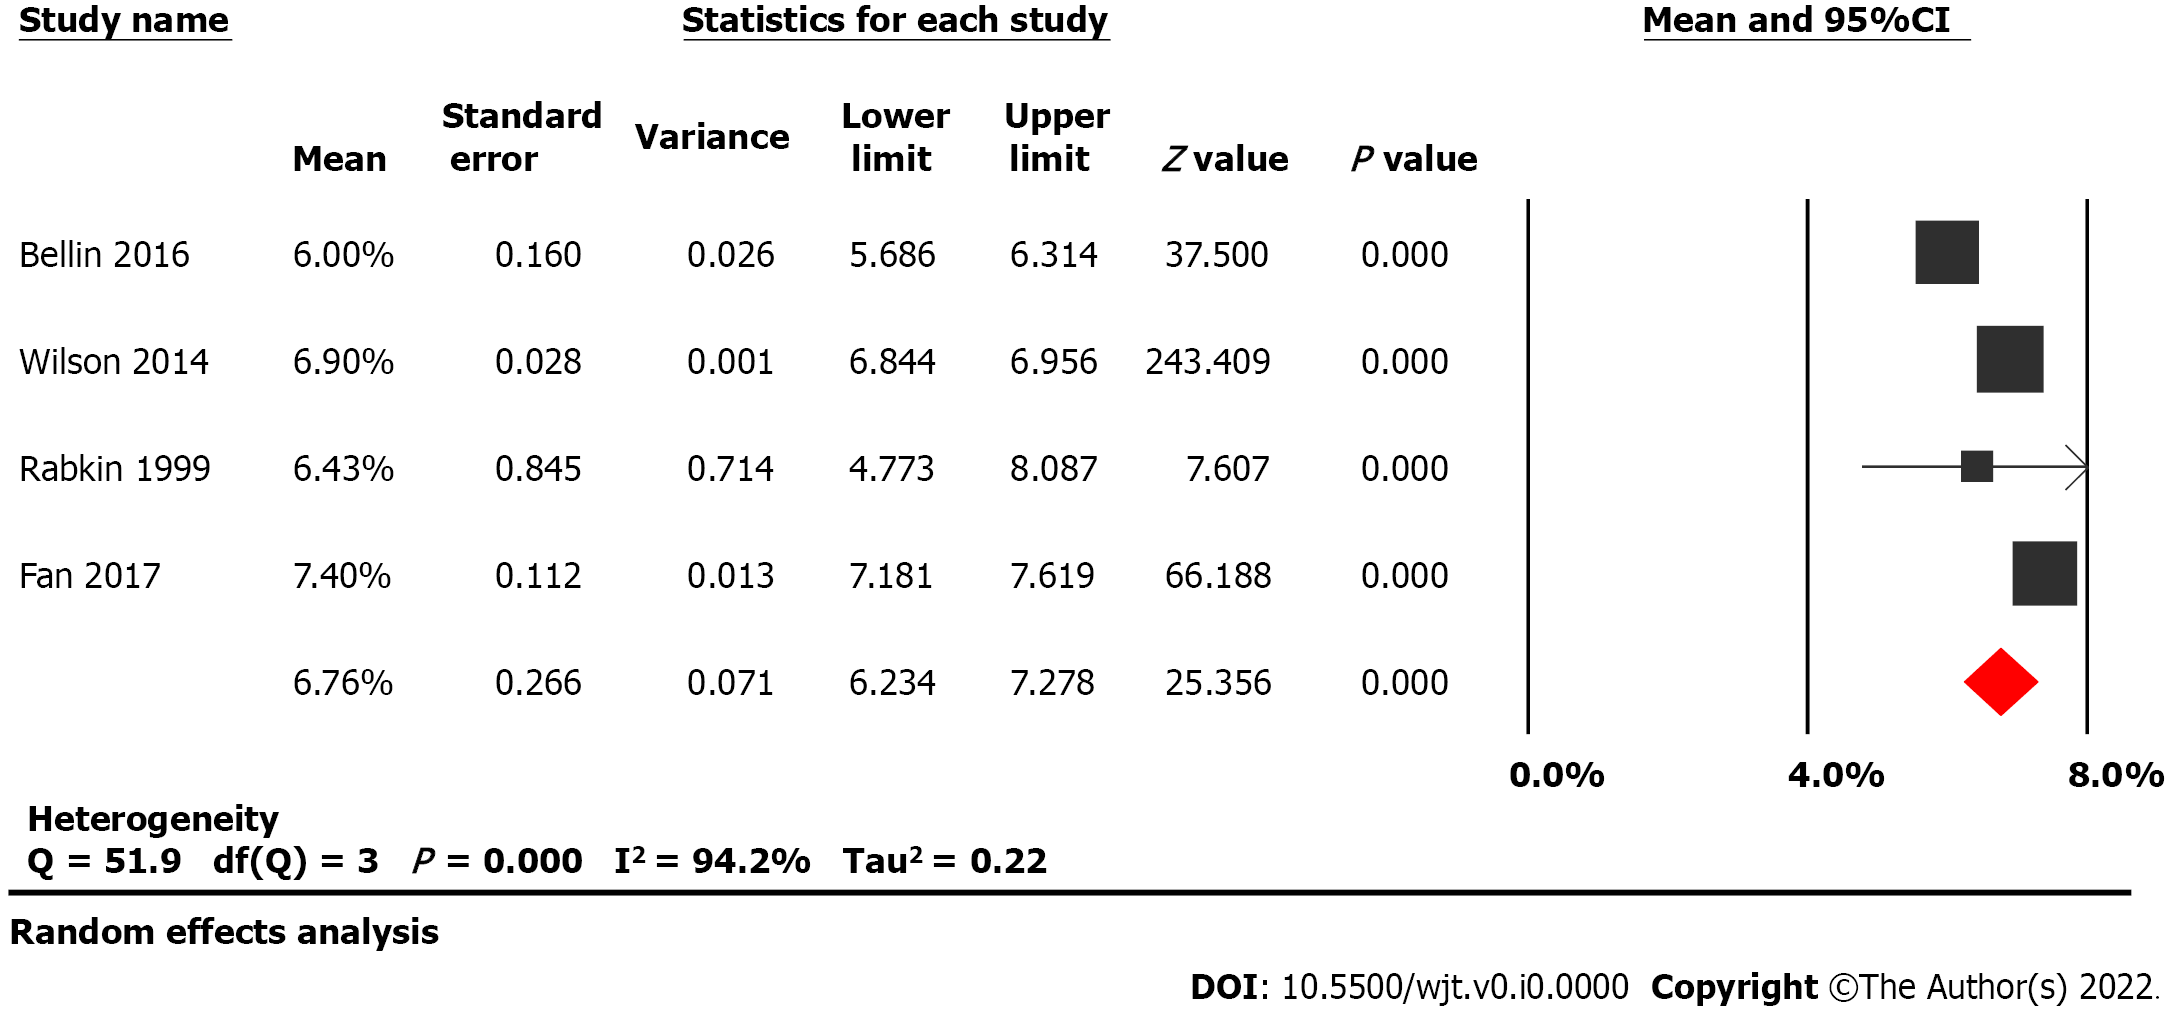 Study name Statistics for each study Mean and 95%CI
Mean Standard error Variance Lower limit Upper limit Z value P value
Bellin 2016 6.00% 0.160 0.026 5.686 6.314 37.500 0.000
Wilson 2014 6.90% 0.028 0.001 6.844 6.956 243.409 0.000
Rabkin 1999 6.43% 0.845 0.714 4.773 8.087 7.607 0.000
Fan 2017 7.40% 0.112 0.013 7.181 7.619 66.188 0.000
6.76% 0.266 0.071 6.234 7.278 25.356 0.000
0.0% 4.0% 8.0%
Heterogeneity
Q = 51.9 df(Q) = 3 P = 0.000 I² = 94.2% Tau² = 0.22
Random effects analysis
DOI: 10.5500/wjt.v0.i0.0000 Copyright ©The Author(s) 2022.